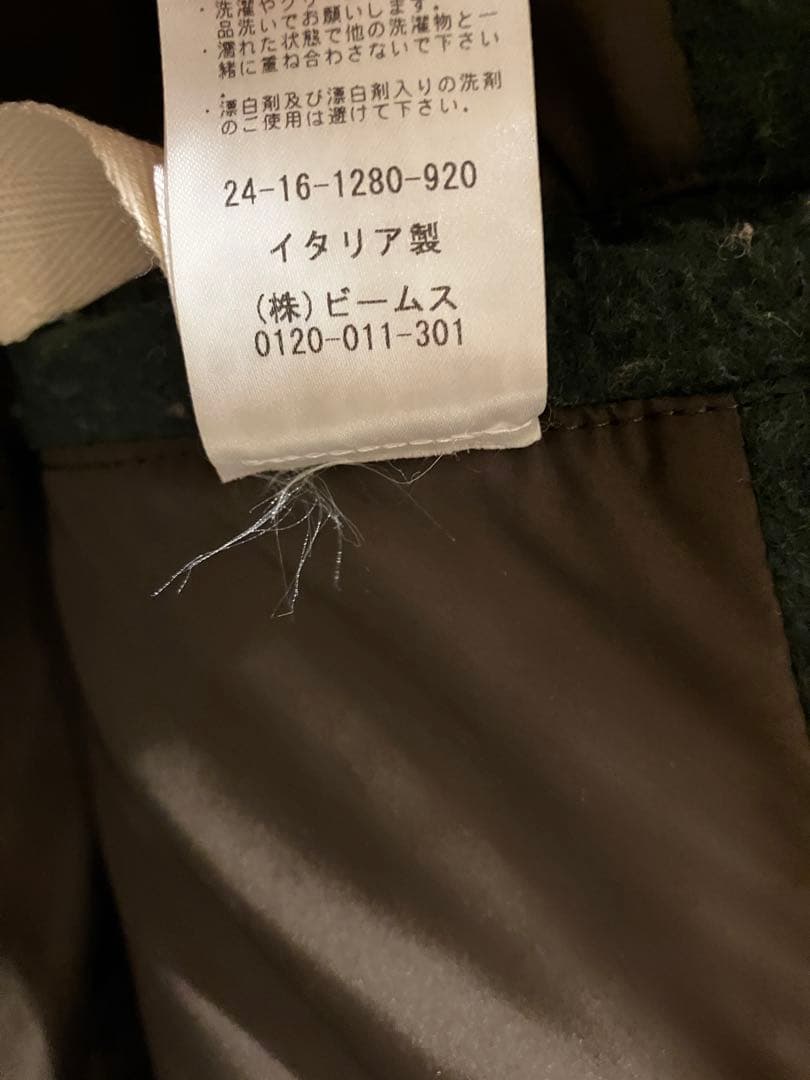 ・洗濯やクリ
品洗いでお願いします。
・濡れた状態で他の洗濯物と一
緒に重ね合わさないで下さい
。
・漂白剤及び漂白剤入りの洗剤
のご使用は避けて下さい。
24-16-1280-920
イタリア製
(株)ビームス
0120-011-301